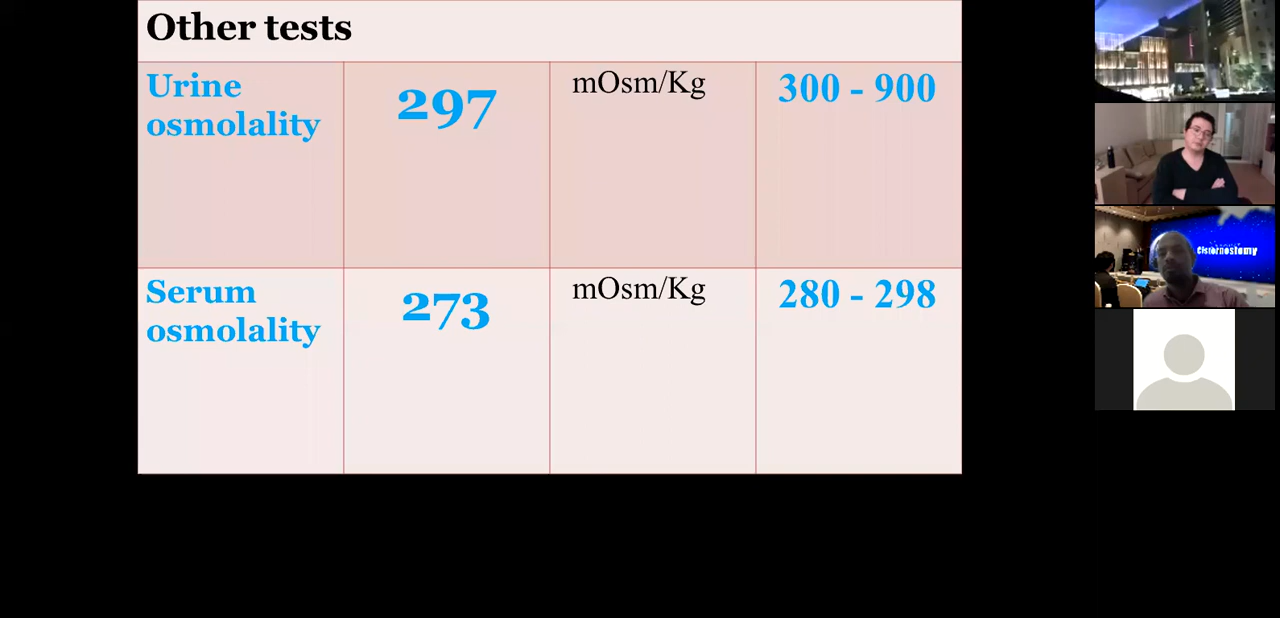 Other tests
Urine osmolality
297
mOsm/Kg
300 - 900
Serum osmolality
273
mOsm/Kg
280 - 298
Cisternostomy